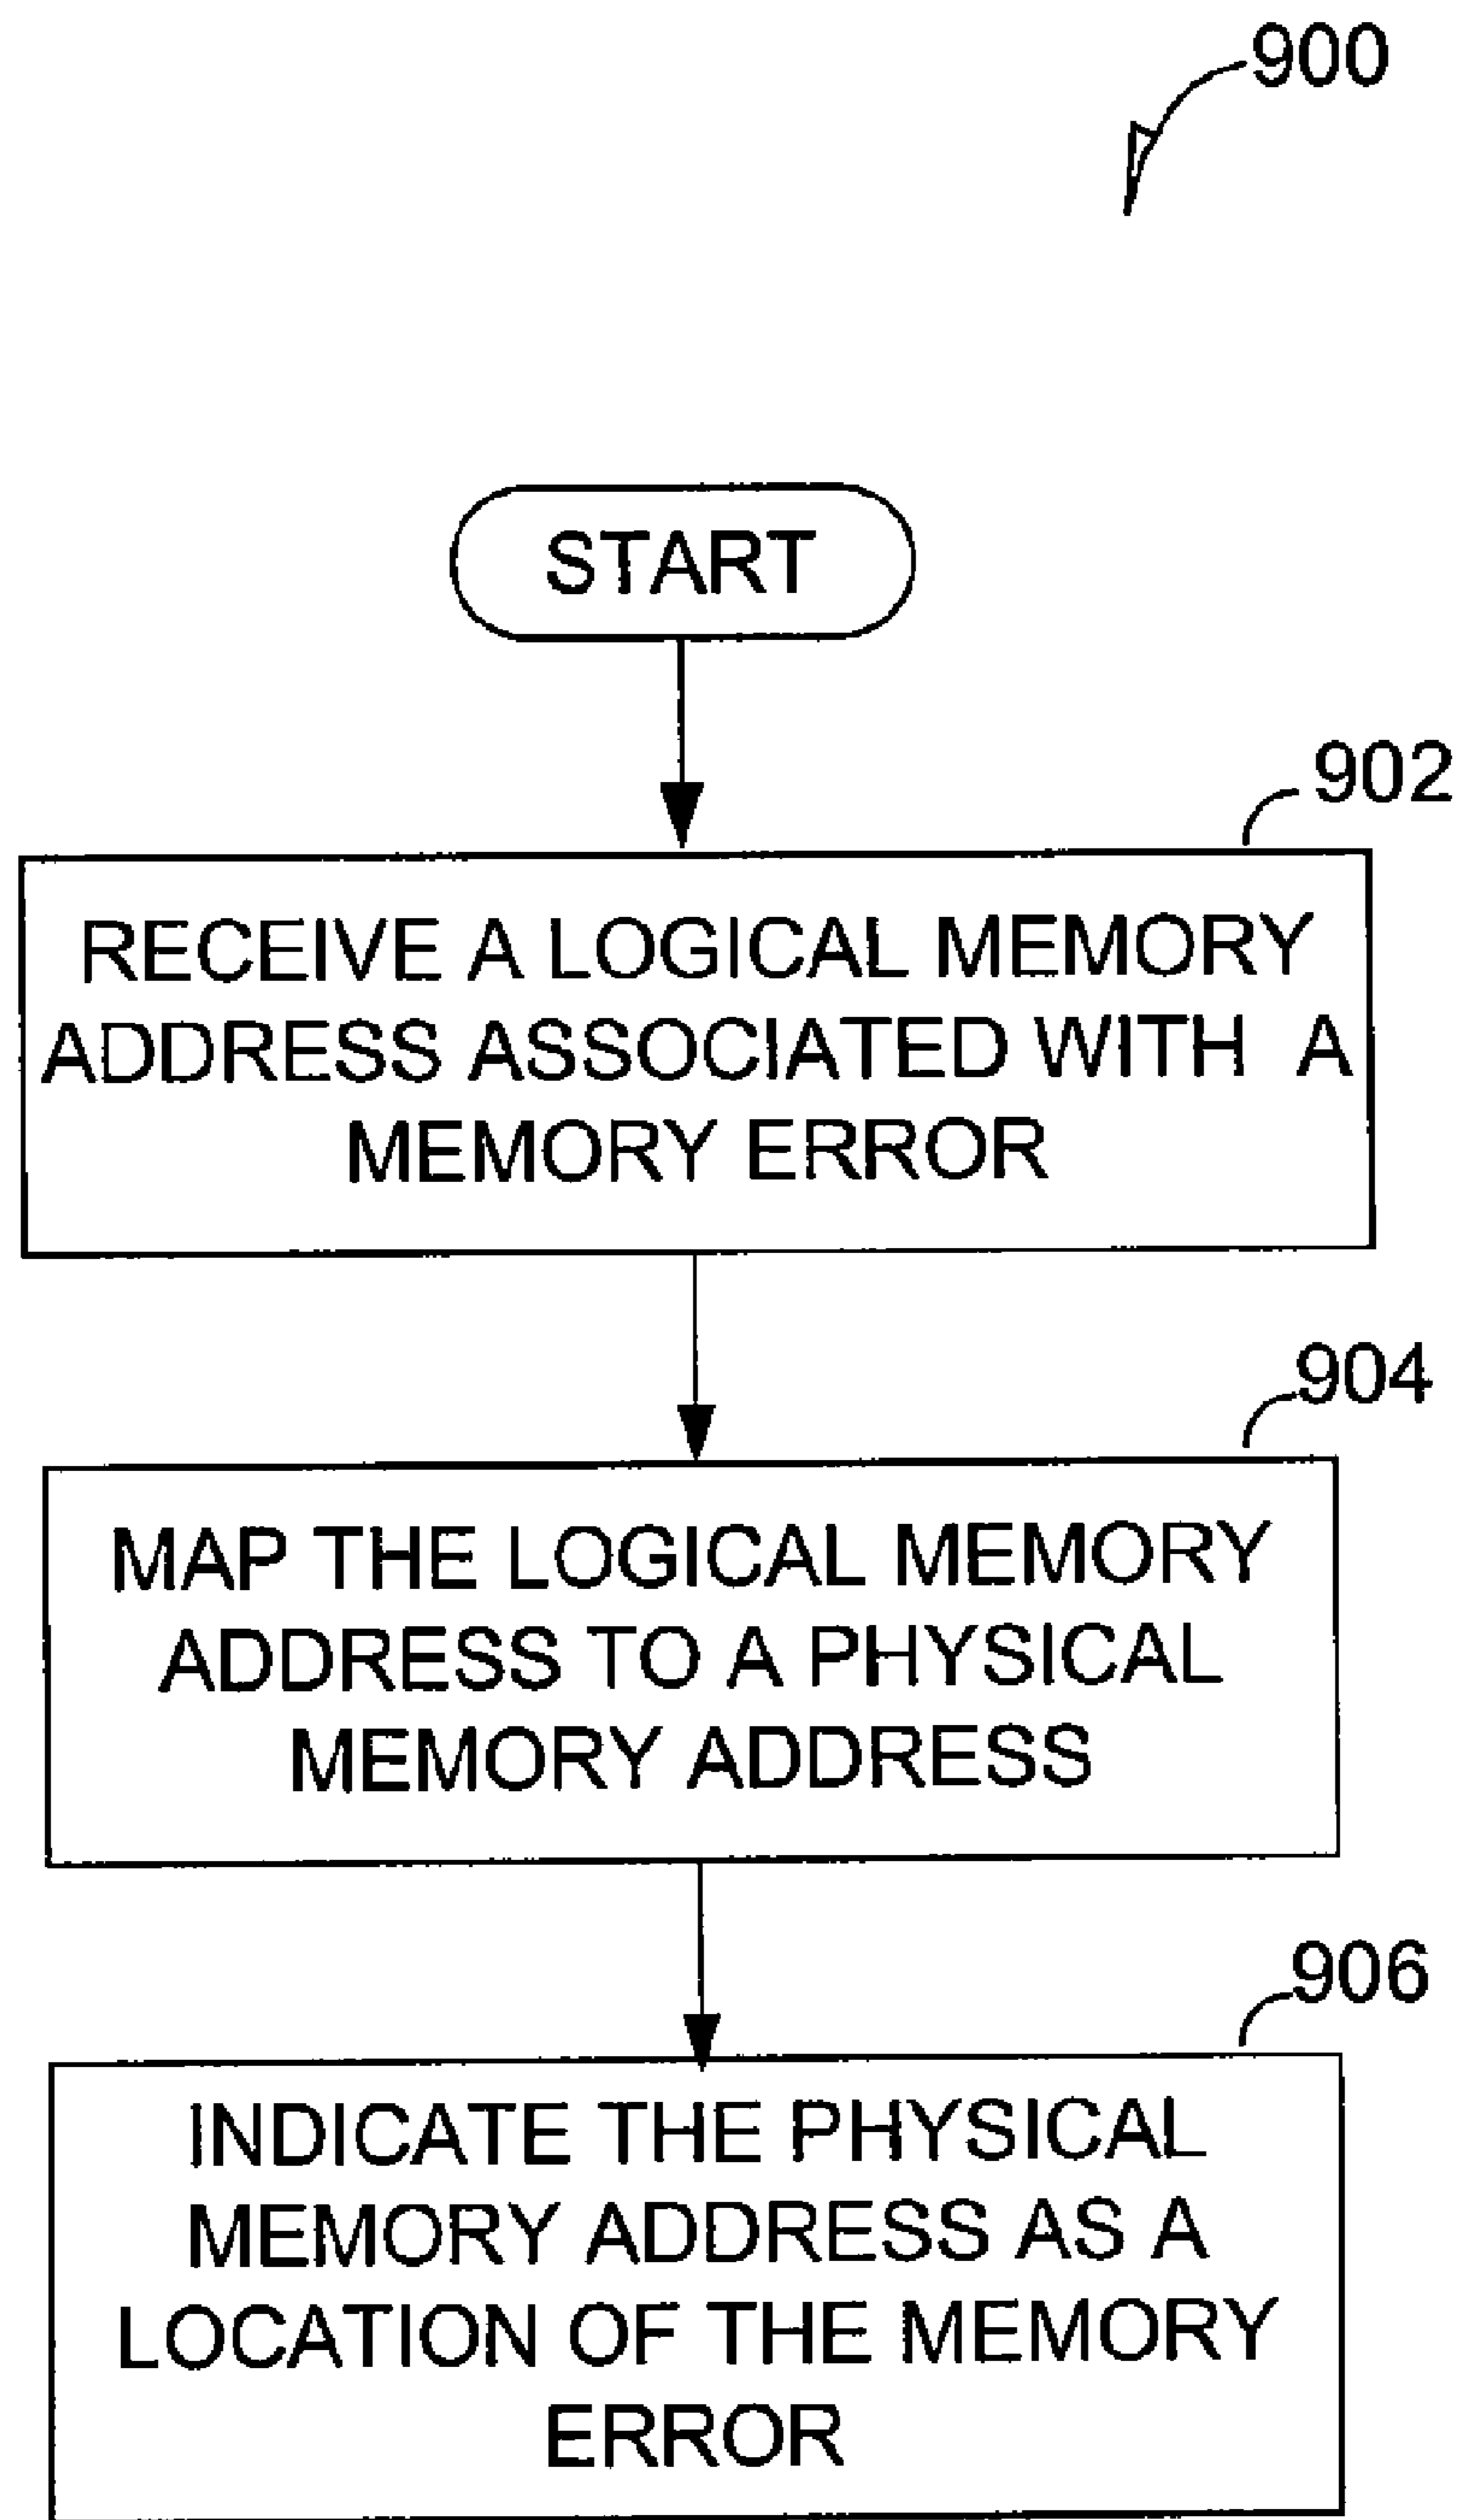 900
START
902
RECEIVE A LOGICAL MEMORY
ADDRESS ASSOCIATED WITH A
MEMORY ERROR
904
MAP THE LOGICAL MEMORY
ADDRESS TO A PHYSICAL
MEMORY ADDRESS
906
INDICATE THE PHYSICAL
MEMORY ADDRESS AS A
LOCATION OF THE MEMORY
ERROR